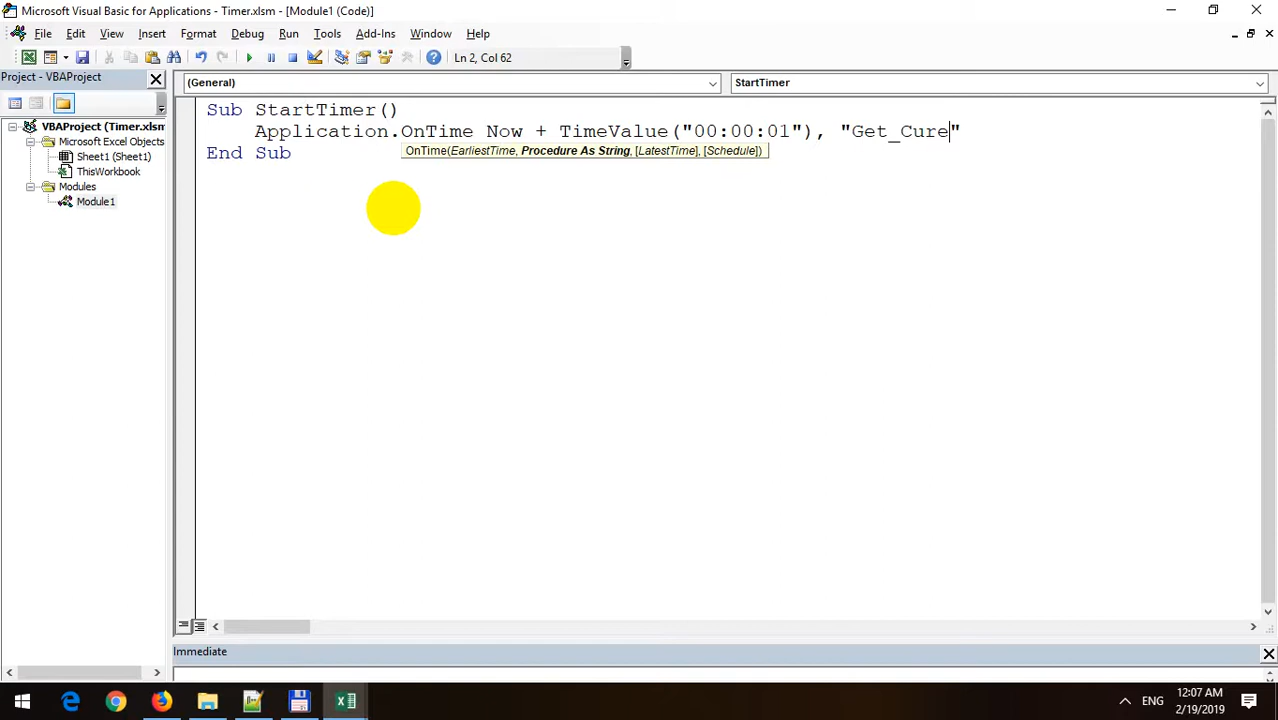 Microsoft Visual Basic for Applications - Timer.xlsm - [Module1 (Code)]
File Edit View Insert Format Debug Run Tools Add-Ins Window Help
Ln 2, Col 62
Project - VBAProject
(General)
StartTimer
VBAProject (Timer.xlsm
Microsoft Excel Objects
Sheet1 (Sheet1)
ThisWorkbook
Modules
Module1
Sub StartTimer()
Application.OnTime Now + TimeValue("00:00:01"), "Get_Cure"
OnTime(EarliestTime, Procedure As String, [LatestTime], [Schedule])
End Sub
Immediate
ENG
12:07 AM
2/19/2019